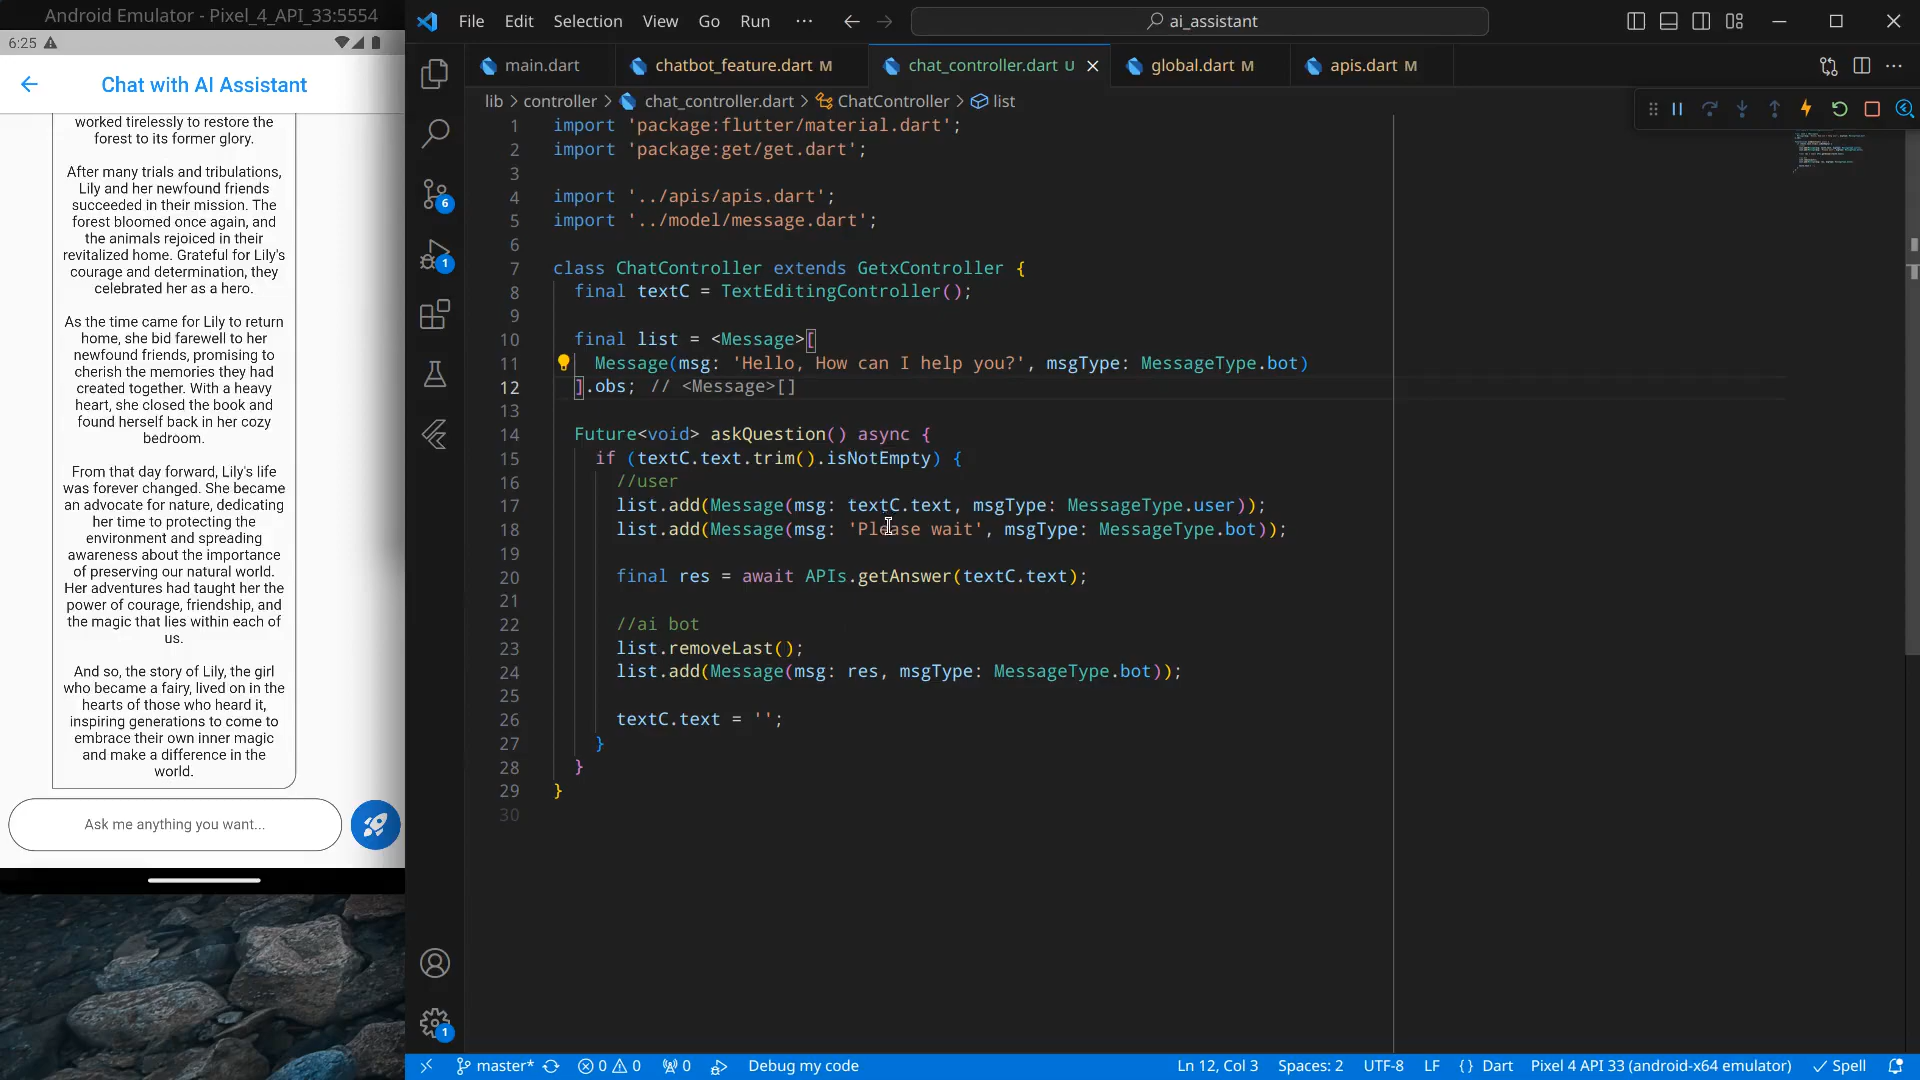 Android Emulator - Pixel_4_API_33:5554
6:25
Chat with AI Assistant
worked tirelessly to restore the
forest to its former glory.
After many trials and tribulations,
Lily and her newfound friends
succeeded in their mission. The
forest bloomed once again, and
the animals rejoiced in their
revitalized home. Grateful for Lily's
courage and determination, they
celebrated her as a hero.
As the time came for Lily to return
home, she bid farewell to her
newfound friends, promising to
cherish the memories they had
created together. With a heavy
heart, she closed the book and
found herself back in her cozy
bedroom.
From that day forward, Lily's life
was forever changed. She became
an advocate for nature, dedicating
her time to protecting the
environment and spreading
awareness about the importance
of preserving our natural world.
Her adventures had taught her the
power of courage, friendship, and
the magic that lies within each of
us.
And so, the story of Lily, the girl
who became a fairy, lived on in the
hearts of those who heard it,
inspiring generations to come to
embrace their own inner magic
and make a difference in the
world.
Ask me anything you want...
File Edit Selection View Go Run ··· ai_assistant
main.dart chatbot_feature.dart M chat_controller.dart U global.dart M apis.dart M
lib > controller > chat_controller.dart > ChatController > list
1 import 'package:flutter/material.dart';
2 import 'package:get/get.dart';
3
4 import '../apis/apis.dart';
5 import '../model/message.dart';
6
7 class ChatController extends GetxController {
8 final textC = TextEditingController();
9
10 final list = <Message>[
11 Message(msg: 'Hello, How can I help you?', msgType: MessageType.bot)
12 ].obs; // <Message>[]
13
14 Future<void> askQuestion() async {
15 if (textC.text.trim().isNotEmpty) {
16 //user
17 list.add(Message(msg: textC.text, msgType: MessageType.user));
18 list.add(Message(msg: 'Please wait', msgType: MessageType.bot));
19
20 final res = await APIs.getAnswer(textC.text);
21
22 //ai bot
23 list.removeLast();
24 list.add(Message(msg: res, msgType: MessageType.bot));
25
26 textC.text = '';
27 }
28 }
29 }
30
6
1
1
master* 0 0 0 Debug my code Ln 12, Col 3 Spaces: 2 UTF-8 LF {} Dart Pixel 4 API 33 (android-x64 emulator) Spell